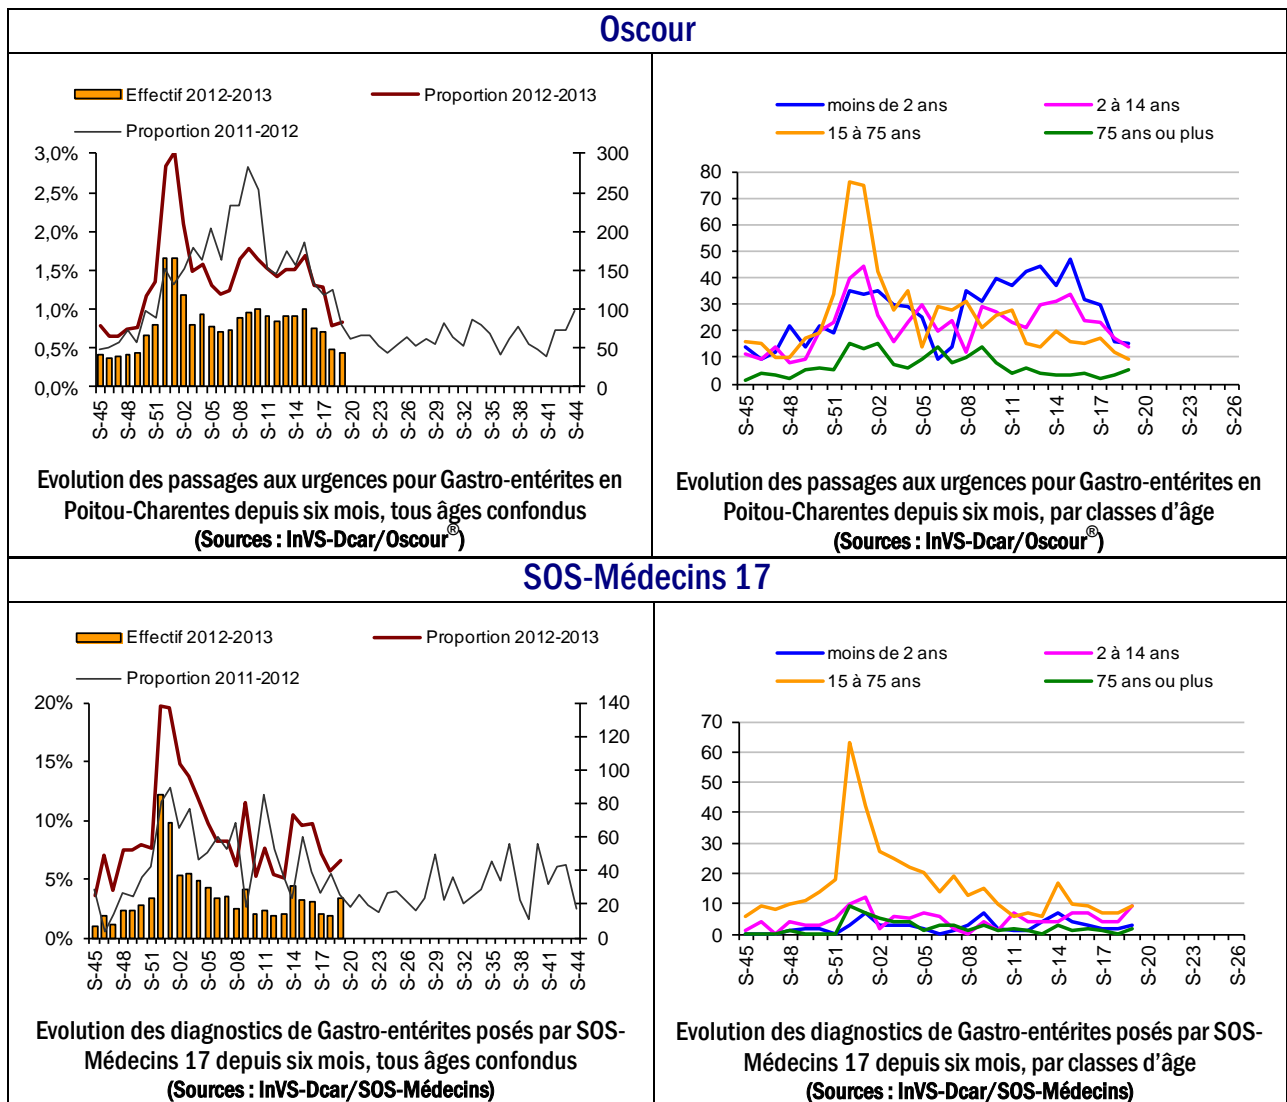 Oscour
Effectif 2012-2013
Proportion 2012-2013
Proportion 2011-2012
3,0%
2,5%
2,0%
1,5%
1,0%
0,5%
0,0%
300
250
200
150
100
50
0
S-45
S-48
S-51
S-02
S-05
S-08
S-11
S-14
S-17
S-20
S-23
S-26
S-29
S-32
S-35
S-38
S-41
S-44
Evolution des passages aux urgences pour Gastro-entérites en
Poitou-Charentes depuis six mois, tous âges confondus
(Sources : InVS-Dcar/Oscour®)
moins de 2 ans
2 à 14 ans
15 à 75 ans
75 ans ou plus
80
70
60
50
40
30
20
10
0
S-45
S-48
S-51
S-02
S-05
S-08
S-11
S-14
S-17
S-20
S-23
S-26
Evolution des passages aux urgences pour Gastro-entérites en
Poitou-Charentes depuis six mois, par classes d'âge
(Sources : InVS-Dcar/Oscour®)
SOS-Médecins 17
Effectif 2012-2013
Proportion 2012-2013
Proportion 2011-2012
20%
15%
10%
5%
0%
140
120
100
80
60
40
20
0
S-45
S-48
S-51
S-02
S-05
S-08
S-11
S-14
S-17
S-20
S-23
S-26
S-29
S-32
S-35
S-38
S-41
S-44
Evolution des diagnostics de Gastro-entérites posés par SOS-
Médecins 17 depuis six mois, tous âges confondus
(Sources : InVS-Dcar/SOS-Médecins)
moins de 2 ans
2 à 14 ans
15 à 75 ans
75 ans ou plus
70
60
50
40
30
20
10
0
S-45
S-48
S-51
S-02
S-05
S-08
S-11
S-14
S-17
S-20
S-23
S-26
Evolution des diagnostics de Gastro-entérites posés par SOS-
Médecins 17 depuis six mois, par classes d'âge
(Sources : InVS-Dcar/SOS-Médecins)